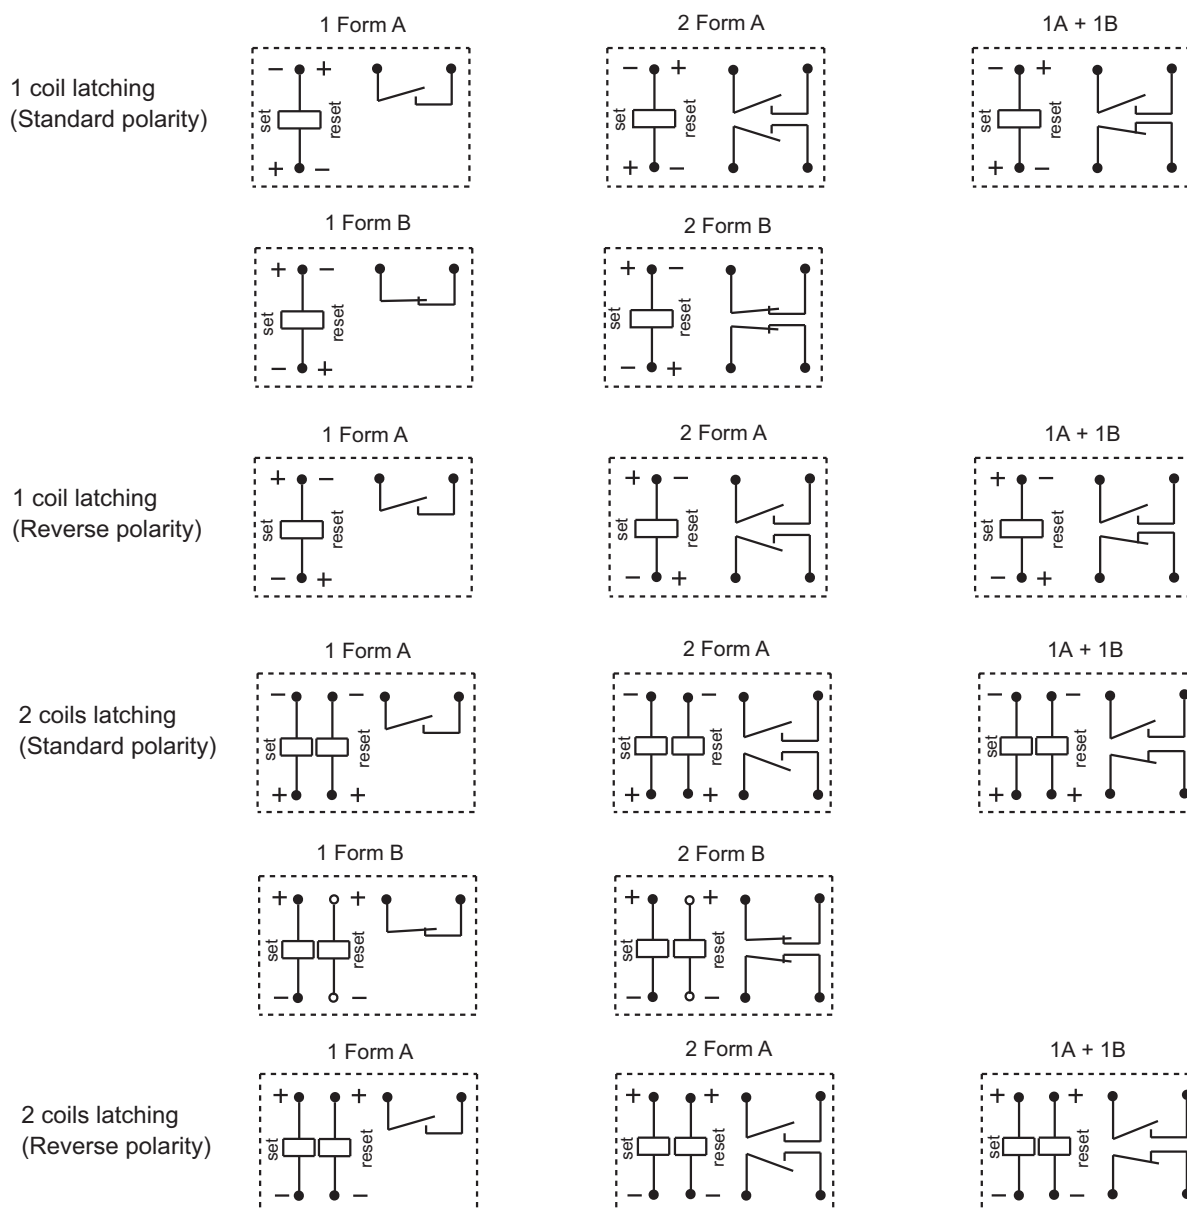 1 Form A
2 Form A
1A + 1B
1 coil latching
(Standard polarity)
− +
set
reset
+ −
− +
set
reset
+ −
− +
set
reset
+ −
1 Form B
2 Form B
+ −
set
reset
− +
+ −
set
reset
− +
1 Form A
2 Form A
1A + 1B
1 coil latching
(Reverse polarity)
+ −
set
reset
− +
+ −
set
reset
− +
+ −
set
reset
− +
1 Form A
2 Form A
1A + 1B
2 coils latching
(Standard polarity)
− −
set
reset
+ +
− −
set
reset
+ +
− −
set
reset
+ +
1 Form B
2 Form B
+ +
set
reset
− −
+ +
set
reset
− −
1 Form A
2 Form A
1A + 1B
2 coils latching
(Reverse polarity)
+ +
set
reset
− −
+ +
set
reset
− −
+ +
set
reset
− −